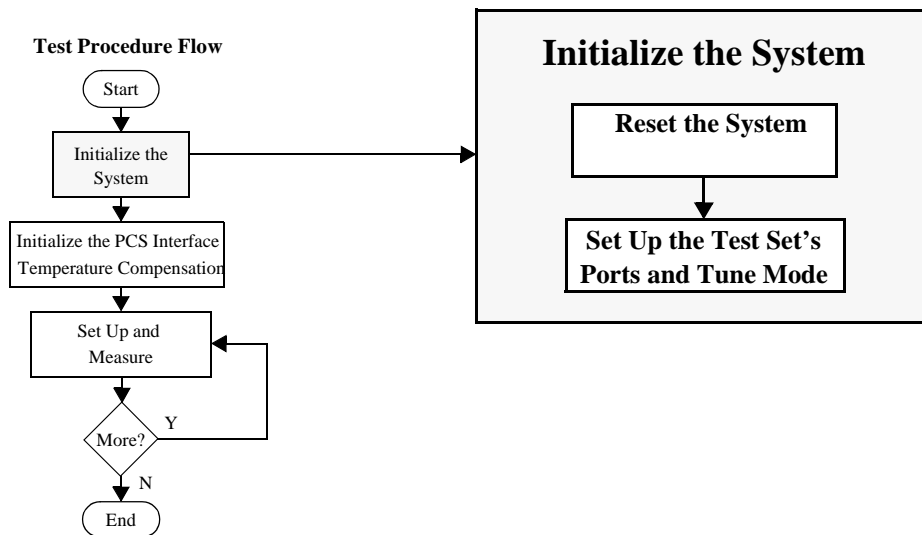 Test Procedure Flow
Start
Initialize the
System
Initialize the PCS Interface
Temperature Compensation
Set Up and
Measure
More?
Y
N
End
Initialize the System
Reset the System
Set Up the Test Set’s
Ports and Tune Mode